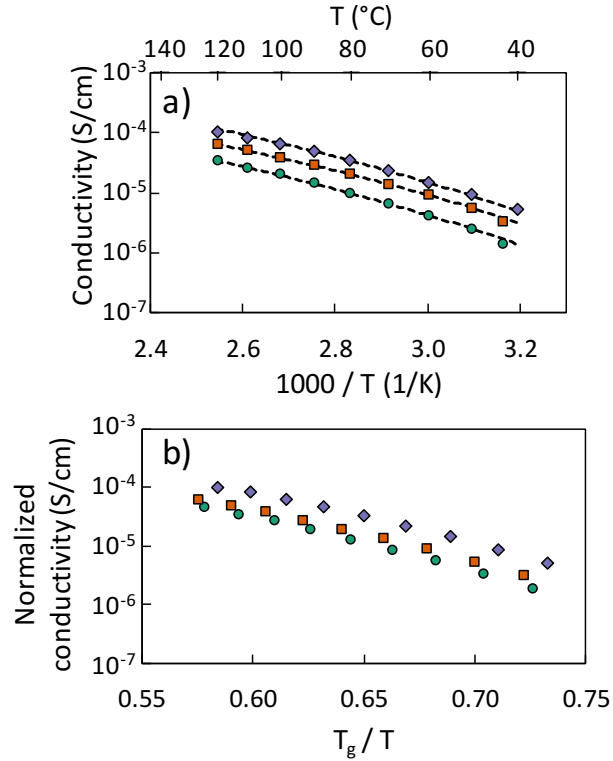 T (°C)
140 120 100 80 60 40
10⁻³
10⁻⁴
10⁻⁵
10⁻⁶
10⁻⁷
Conductivity (S/cm)
a)
2.4 2.6 2.8 3.0 3.2
1000 / T (1/K)
10⁻³
10⁻⁴
10⁻⁵
10⁻⁶
10⁻⁷
Normalized
conductivity (S/cm)
b)
0.55 0.60 0.65 0.70 0.75
T_g / T